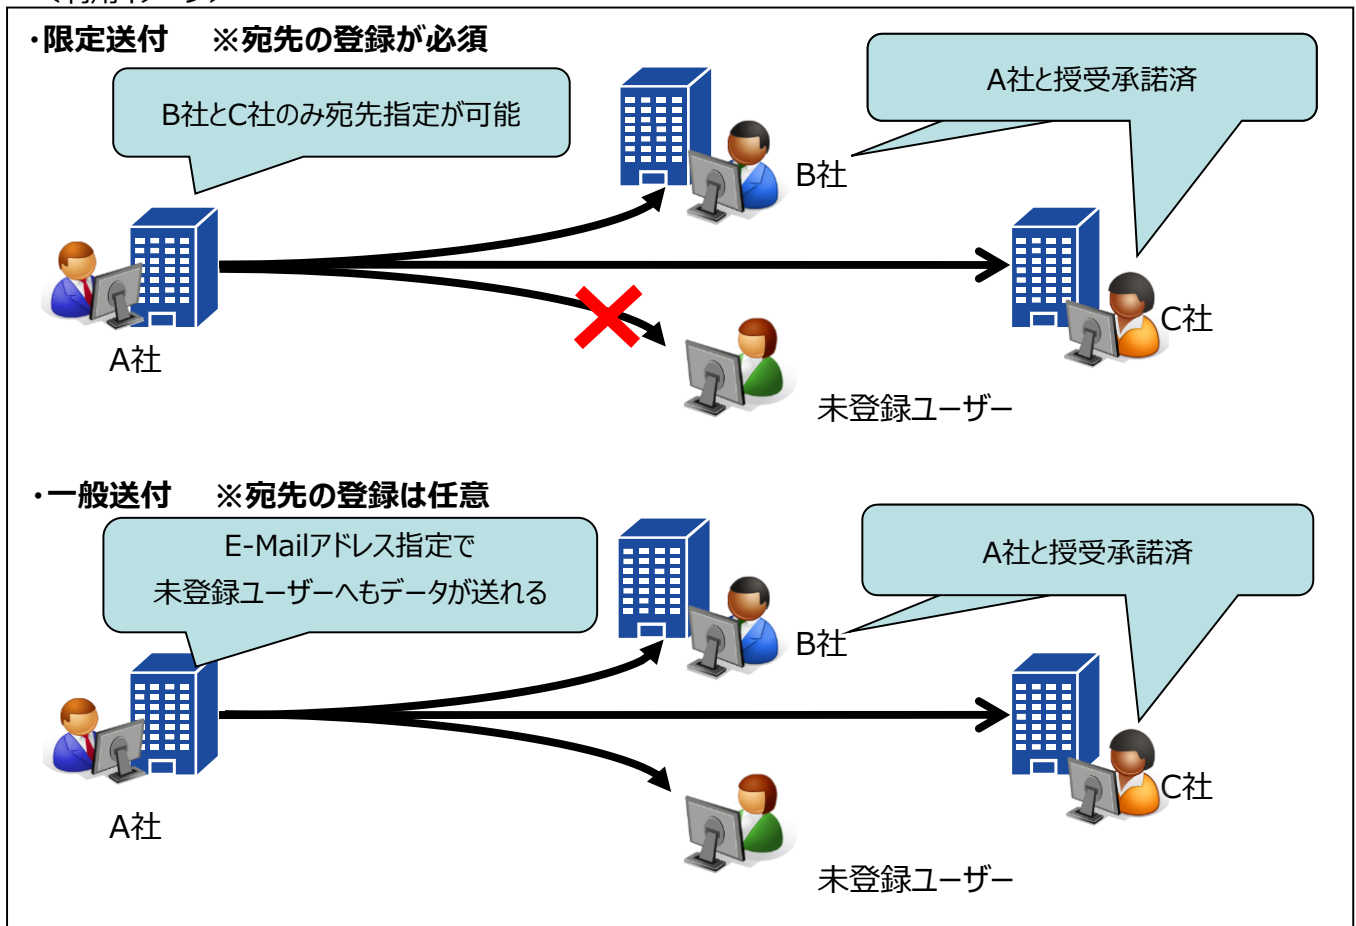 ・限定送付 ※宛先の登録が必須
B社とC社のみ宛先指定が可能
A社と授受承諾済
B社
C社
A社
未登録ユーザー
・一般送付 ※宛先の登録は任意
E-Mailアドレス指定で
未登録ユーザーへもデータが送れる
A社と授受承諾済
B社
C社
A社
未登録ユーザー